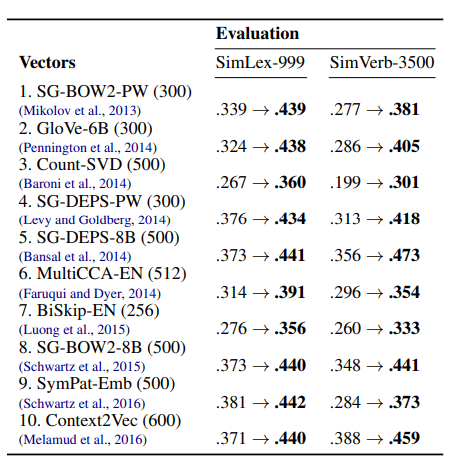 Evaluation
Vectors SimLex-999 SimVerb-3500
1. SG-BOW2-PW (300)
(Mikolov et al., 2013) .339 → .439 .277 → .381
2. GloVe-6B (300)
(Pennington et al., 2014) .324 → .438 .286 → .405
3. Count-SVD (500)
(Baroni et al., 2014) .267 → .360 .199 → .301
4. SG-DEPS-PW (300)
(Levy and Goldberg, 2014) .376 → .434 .313 → .418
5. SG-DEPS-8B (500)
(Bansal et al., 2014) .373 → .441 .356 → .473
6. MultiCCA-EN (512)
(Faruqui and Dyer, 2014) .314 → .391 .296 → .354
7. BiSkip-EN (256)
(Luong et al., 2015) .276 → .356 .260 → .333
8. SG-BOW2-8B (500)
(Schwartz et al., 2015) .373 → .440 .348 → .441
9. SymPat-Emb (500)
(Schwartz et al., 2016) .381 → .442 .284 → .373
10. Context2Vec (600)
(Melamud et al., 2016) .371 → .440 .388 → .459